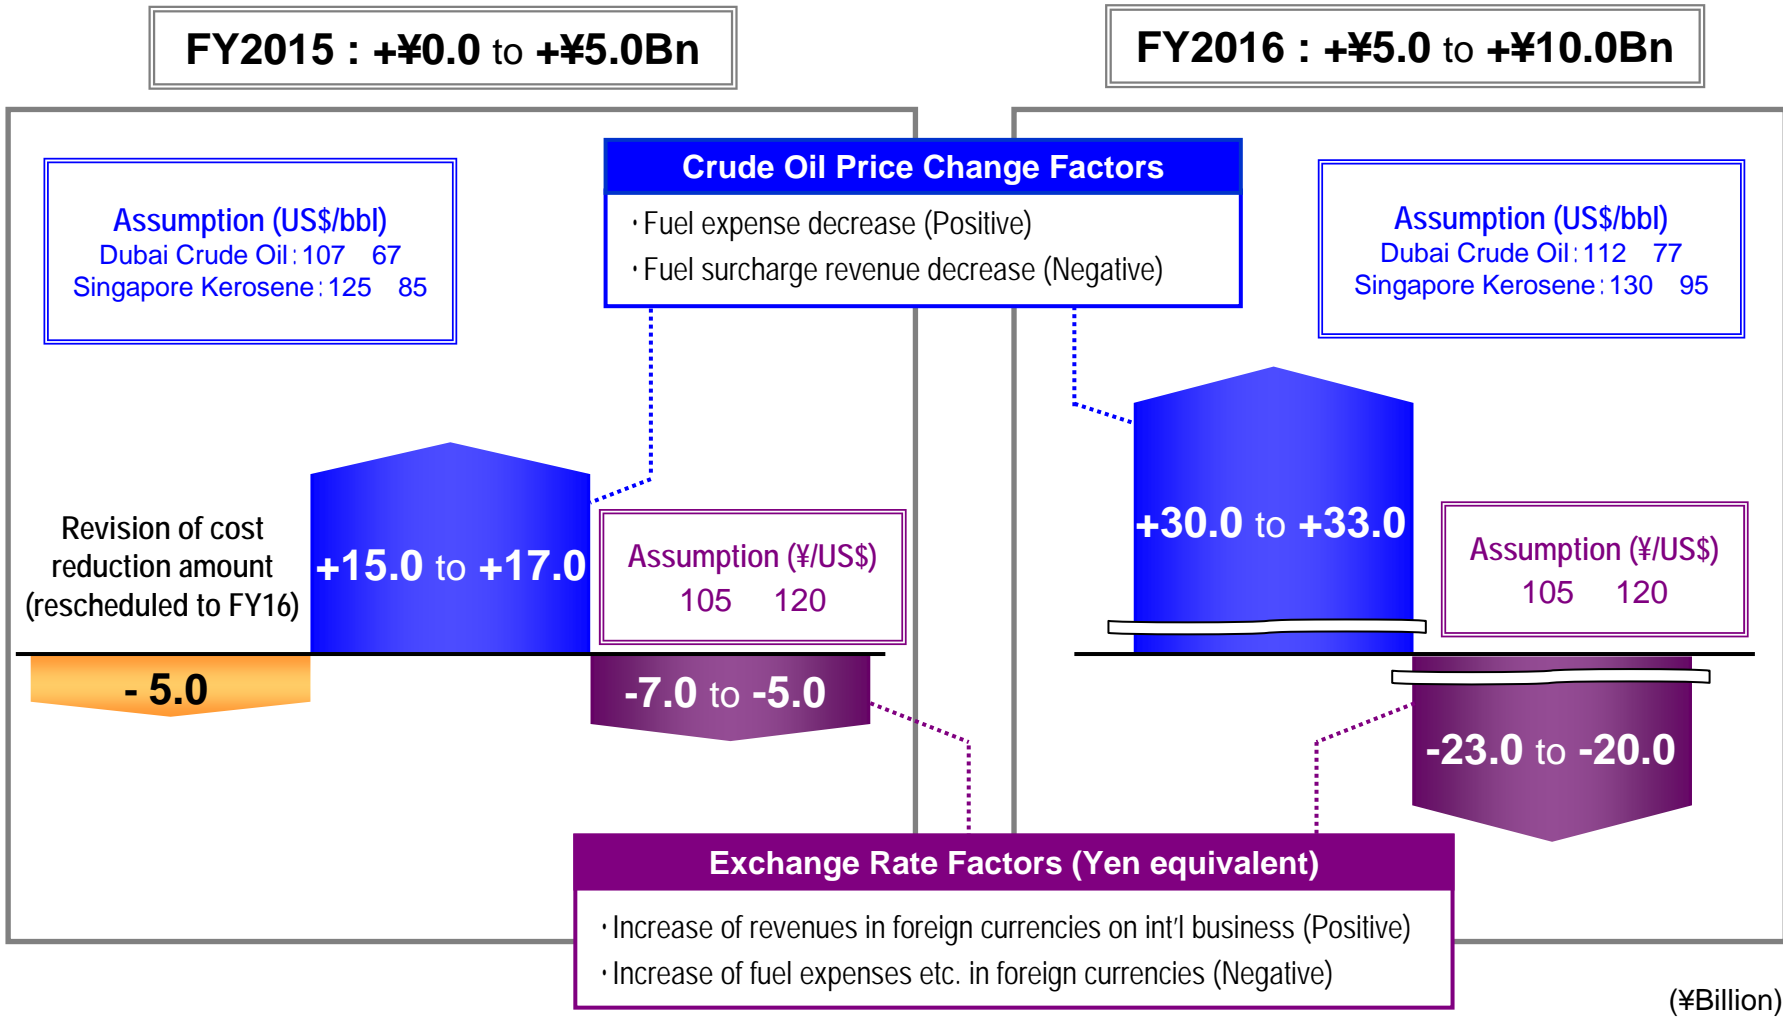 FY2015 : +¥0.0 to +¥5.0Bn
FY2016 : +¥5.0 to +¥10.0Bn
Assumption (US$/bbl)
Dubai Crude Oil:107 67
Singapore Kerosene:125 85
Crude Oil Price Change Factors
・Fuel expense decrease (Positive)
・Fuel surcharge revenue decrease (Negative)
Assumption (US$/bbl)
Dubai Crude Oil:112 77
Singapore Kerosene:130 95
Revision of cost
reduction amount
(rescheduled to FY16)
- 5.0
+15.0 to +17.0
Assumption (¥/US$)
105 120
-7.0 to -5.0
+30.0 to +33.0
Assumption (¥/US$)
105 120
-23.0 to -20.0
Exchange Rate Factors (Yen equivalent)
・Increase of revenues in foreign currencies on int'l business (Positive)
・Increase of fuel expenses etc. in foreign currencies (Negative)
(¥Billion)